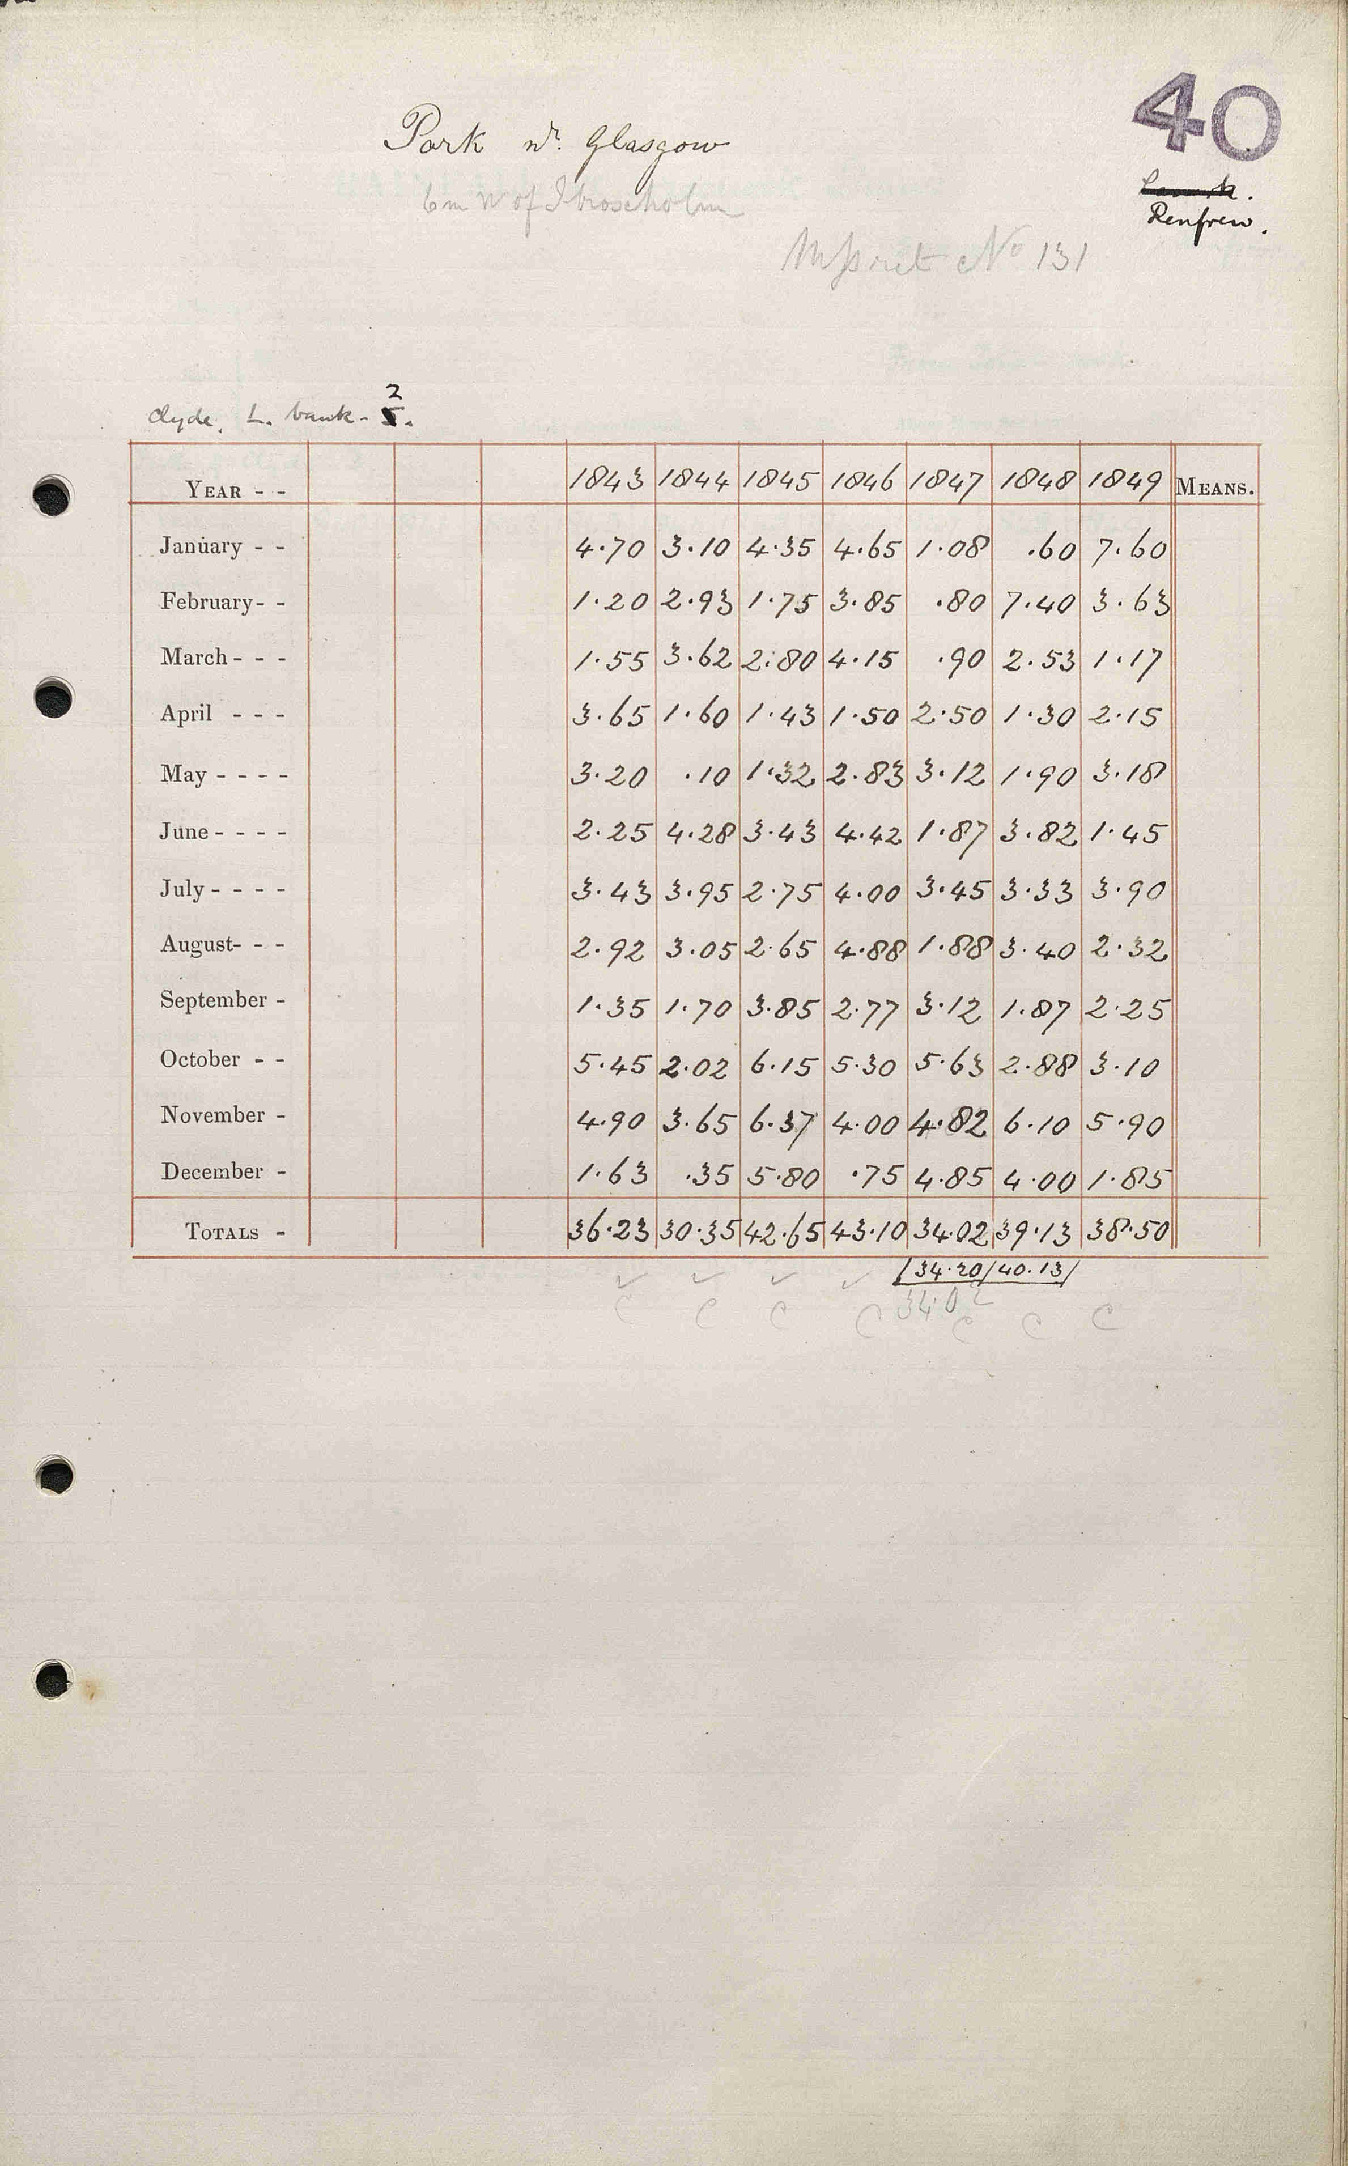 40
Park nr. Glasgow
Renfrew.
6m W of Ibroxholm
No 131
Clyde. L. bank - 2
YEAR - - 1843 1844 1845 1846 1847 1848 1849 MEANS.
January - - 4.70 3.10 4.35 4.65 1.08 .60 7.60
February - - 1.20 2.93 1.75 3.85 .80 7.40 3.63
March - - - 1.55 3.62 2.80 4.15 .90 2.53 1.17
April - - - 3.65 1.60 1.43 1.50 2.50 1.30 2.15
May - - - - 3.20 .10 1.32 2.83 3.12 1.90 3.18
June - - - - 2.25 4.28 3.43 4.42 1.87 3.82 1.45
July - - - - 3.43 3.95 2.75 4.00 3.45 3.33 3.90
August- - - 2.92 3.05 2.65 4.88 1.88 3.40 2.32
September - 1.35 1.70 3.85 2.77 3.12 1.87 2.25
October - - 5.45 2.02 6.15 5.30 5.63 2.88 3.10
November - 4.90 3.65 6.37 4.00 4.82 6.10 5.90
December - 1.63 .35 5.80 .75 4.85 4.00 1.85
TOTALS - 36.23 30.35 42.65 43.10 34.02 39.13 38.50
34.20 40.13
34.02
C C C C C C C